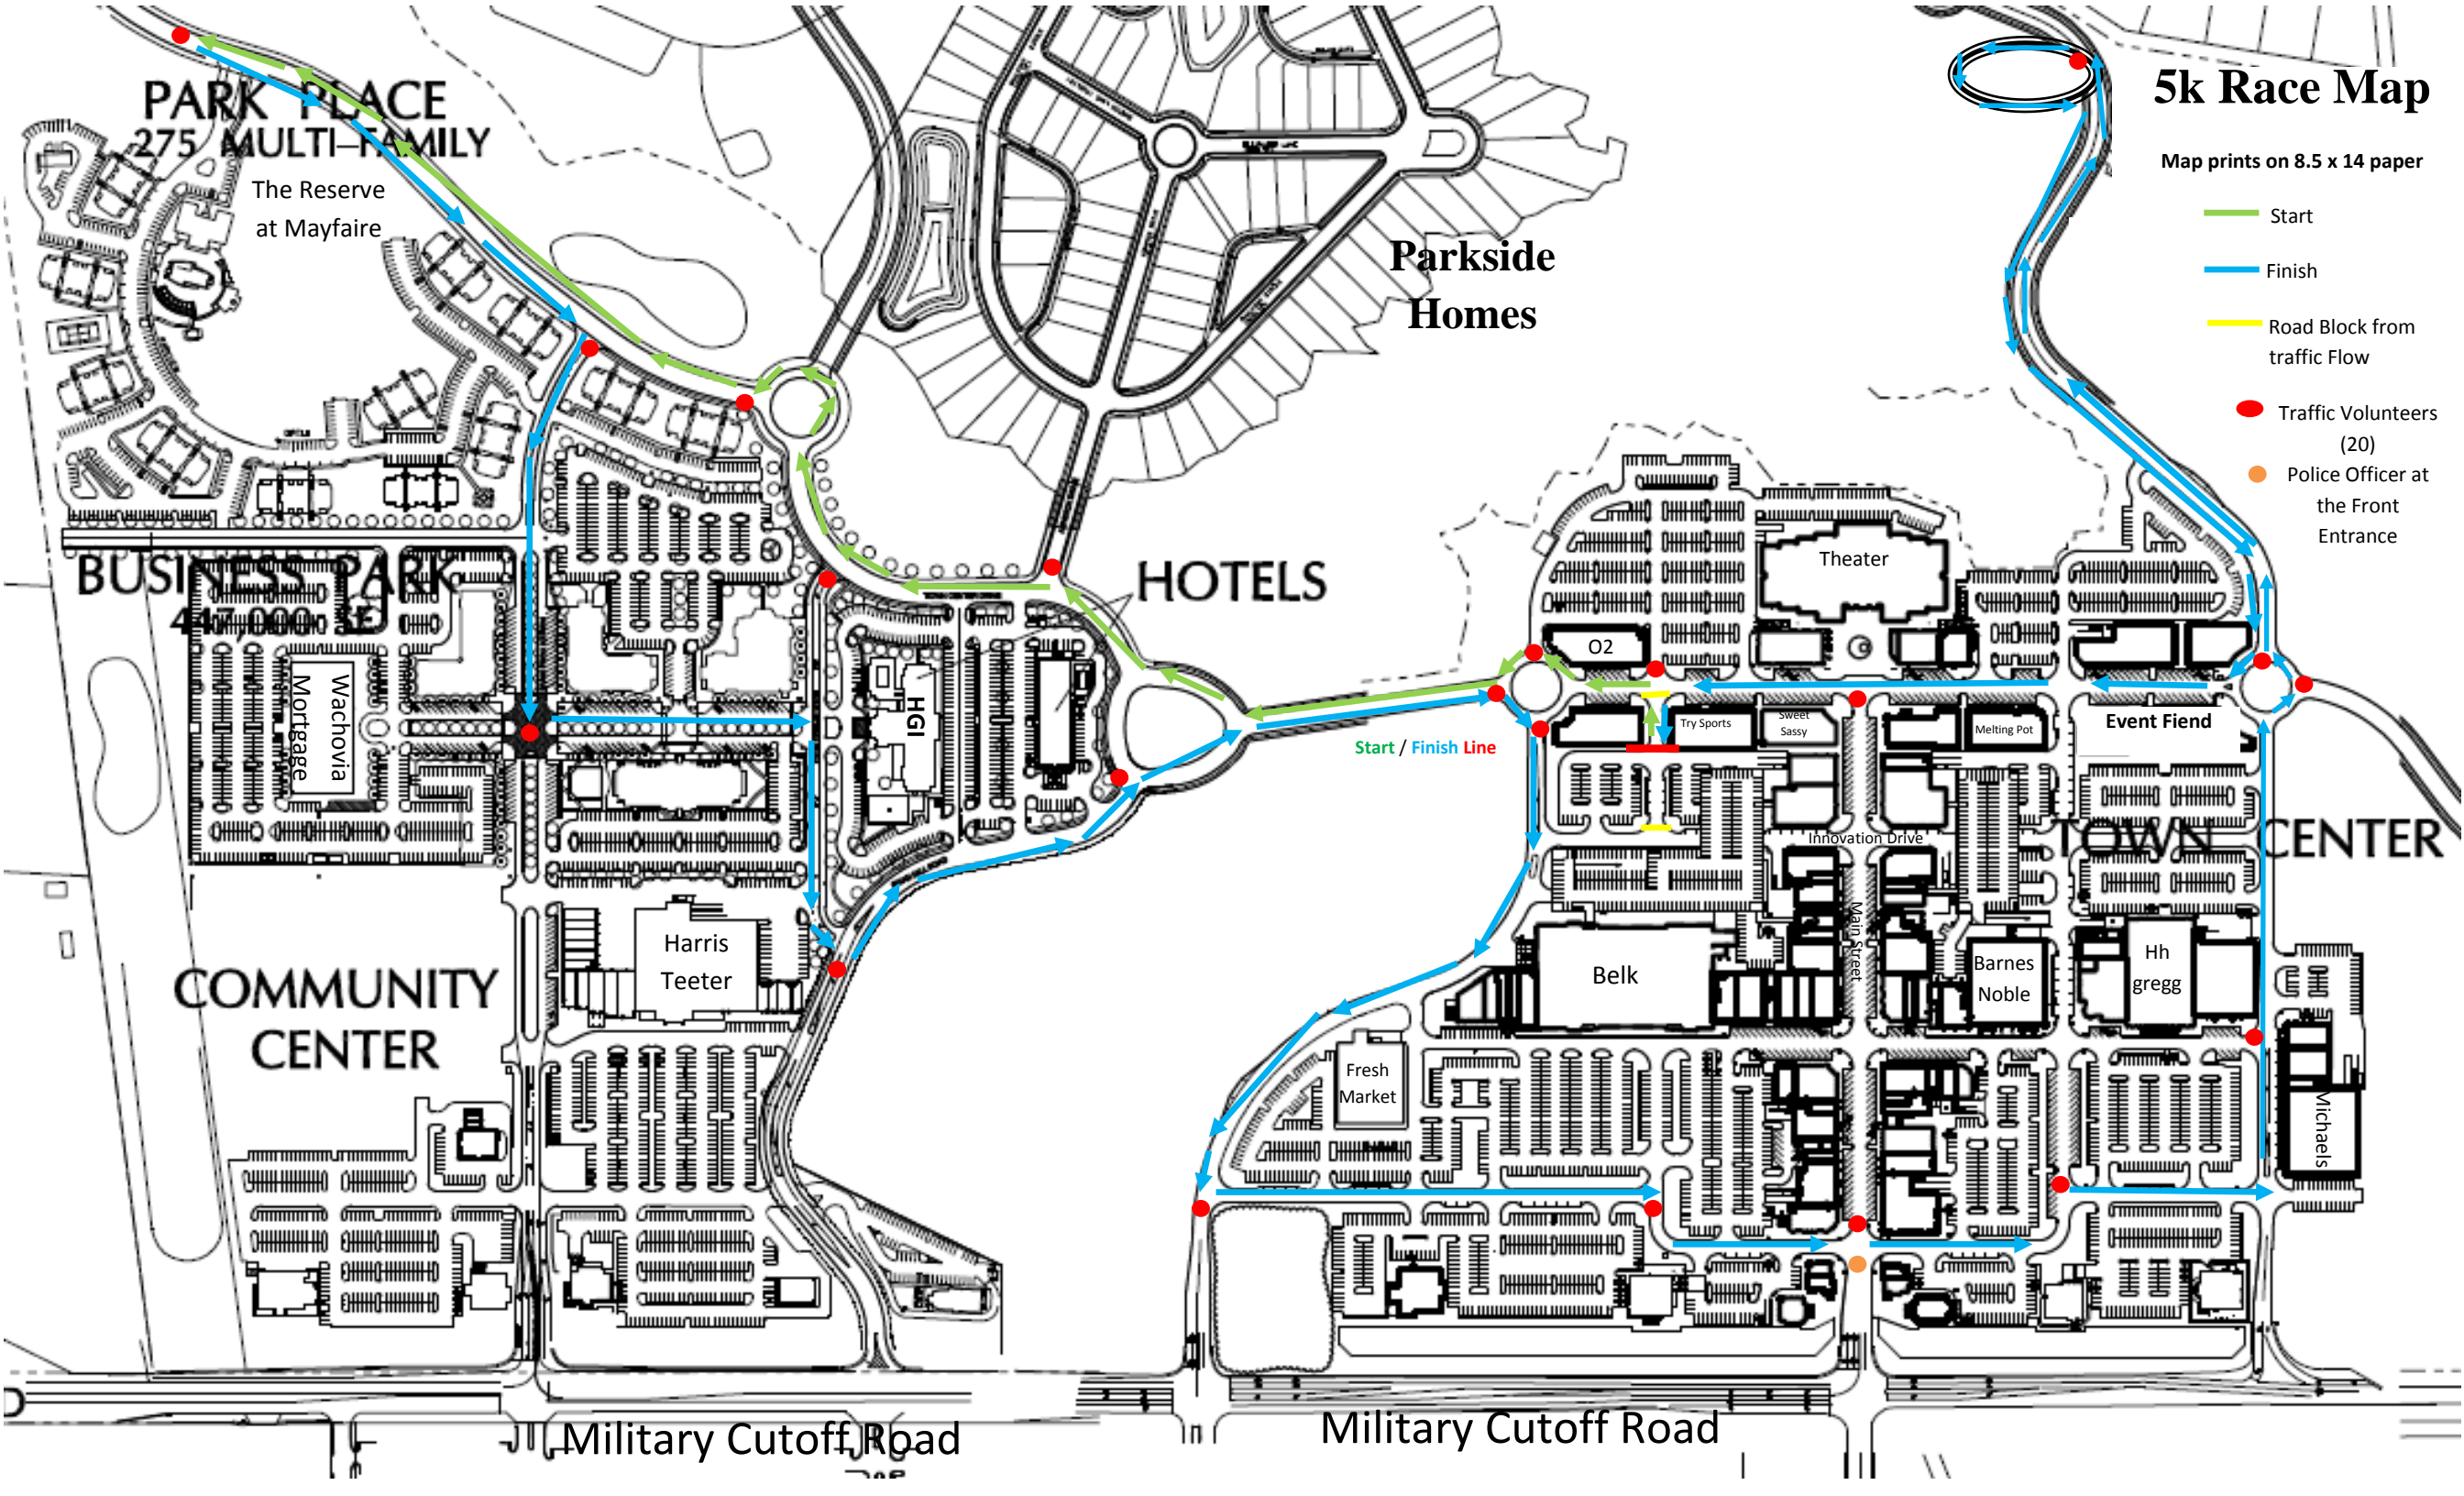 5k Race Map
Map prints on 8.5 x 14 paper
Start
Finish
Road Block from
traffic Flow
Traffic Volunteers
(20)
Police Officer at
the Front
Entrance
PARK PLACE
275 MULTI-FAMILY
The Reserve
at Mayfaire
Parkside
Homes
BUSINESS PARK
447,000 SF
HOTELS
Theater
O2
Wachovia
Mortgage
HGI
Start / Finish Line
Try Sports
Sweet
Sassy
Melting Pot
Event Fiend
Innovation Drive
TOWN CENTER
Main Street
Harris
Teeter
Belk
Barnes
Noble
Hh
gregg
COMMUNITY
CENTER
Fresh
Market
Michaels
Military Cutoff Road
Military Cutoff Road